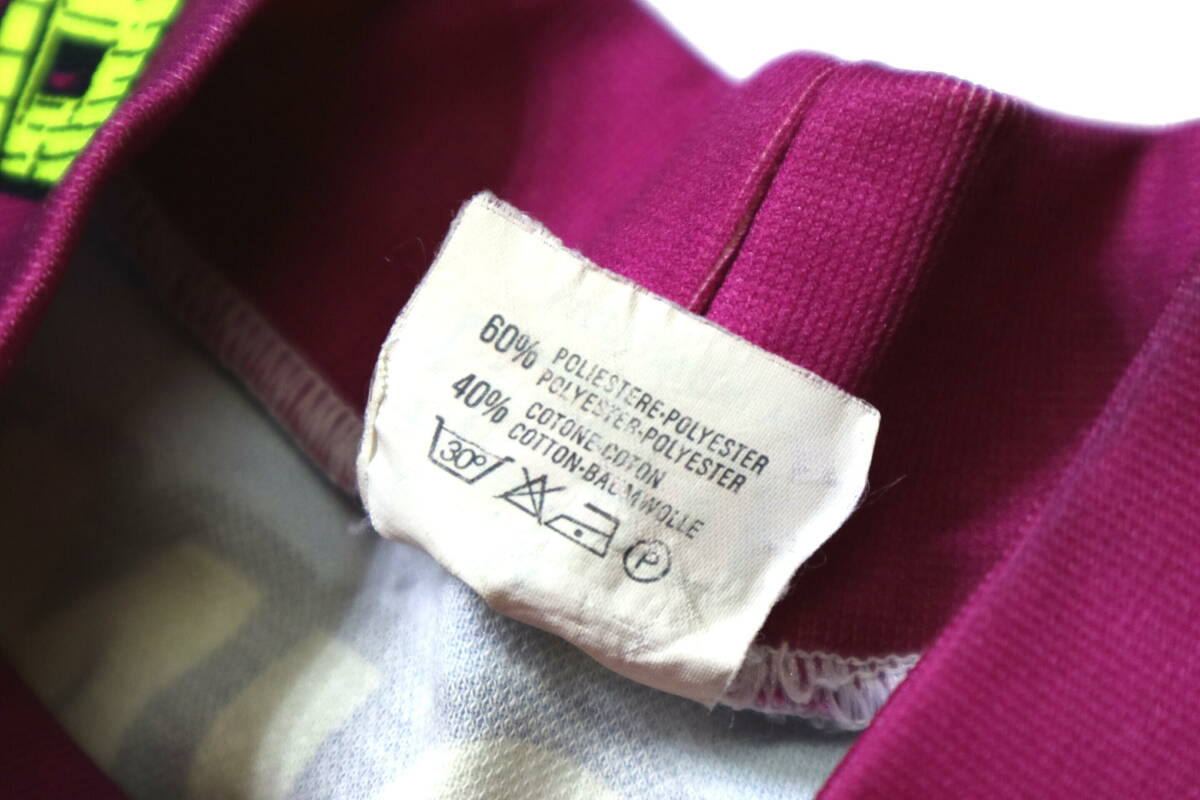 60% POLIESTERE-POLYESTER
POLYESTER-POLYESTER
40% COTONE-COTON
COTTON-BAUMWOLLE
30° P